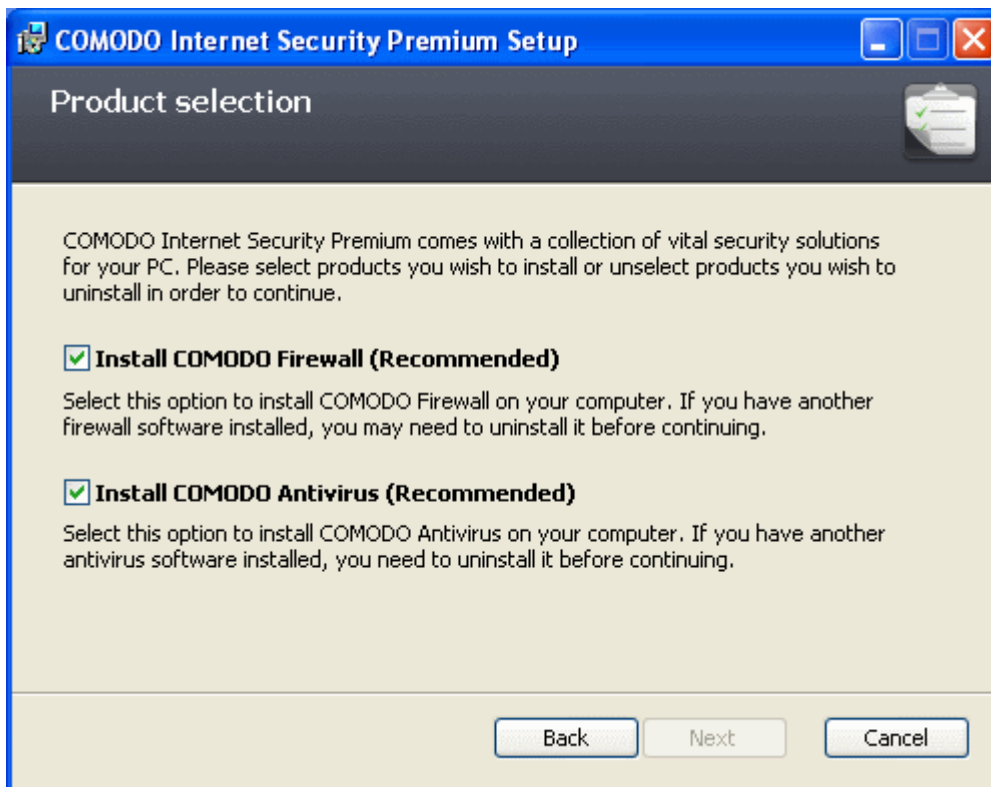 COMODO Internet Security Premium Setup
Product selection
COMODO Internet Security Premium comes with a collection of vital security solutions
for your PC. Please select products you wish to install or unselect products you wish to
uninstall in order to continue.
Install COMODO Firewall (Recommended)
Select this option to install COMODO Firewall on your computer. If you have another
firewall software installed, you may need to uninstall it before continuing.
Install COMODO Antivirus (Recommended)
Select this option to install COMODO Antivirus on your computer. If you have another
antivirus software installed, you need to uninstall it before continuing.
Back Next Cancel